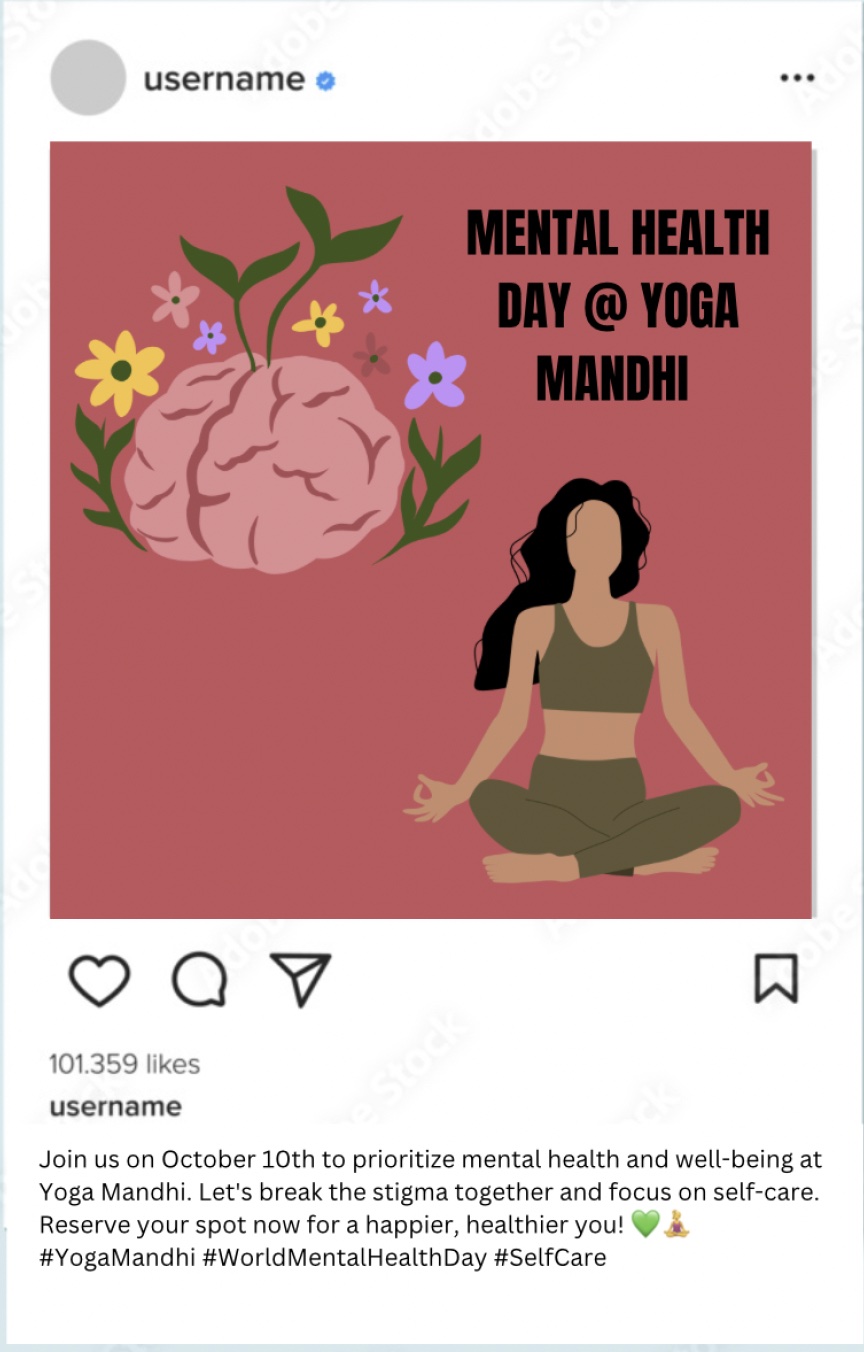 username
MENTAL HEALTH
DAY @ YOGA
MANDHI
101.359 likes
username
Join us on October 10th to prioritize mental health and well-being at
Yoga Mandhi. Let's break the stigma together and focus on self-care.
Reserve your spot now for a happier, healthier you! 💚🧘‍♀️
#YogaMandhi #WorldMentalHealthDay #SelfCare
Adobe Stock